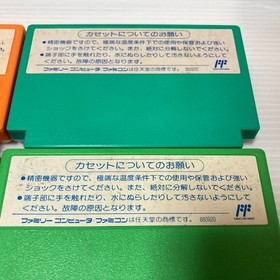 カセットについてのお願い
●精密機器ですので、極端な温度条件下での使用や保管および強い
ショックをさけてください。また、絶対に分解しないでください。
●端子部に手を触れたり、水にぬらしたりして汚さないようにして
ください。故障の原因となります。
ファミリーコンピュータ・ファミコンは任天堂の商標です。
FF
カセットについてのお願い
●精密機器ですので、極端な温度条件下での使用や保管および強い
ショックをさけてください。また、絶対に分解しないでください。
●端子部に手を触れたり、水にぬらしたりして汚さないようにして
ください。故障の原因となります。
ファミリーコンピュータ・ファミコンは任天堂の商標です。 880920
FF